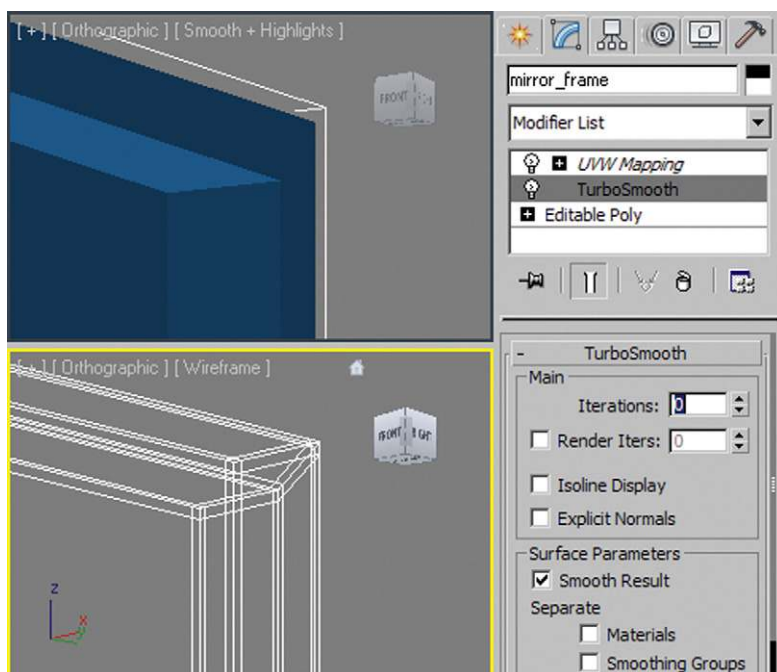 [ + ] [ Orthographic ] [ Smooth + Highlights ]
FRONT
mirror_frame
Modifier List
UVW Mapping
TurboSmooth
Editable Poly
[ + ] [ Orthographic ] [ Wireframe ]
FRONT RIGHT
z
x
TurboSmooth
Main
Iterations: 0
Render Iters: 0
Isoline Display
Explicit Normals
Surface Parameters
Smooth Result
Separate
Materials
Smoothing Groups